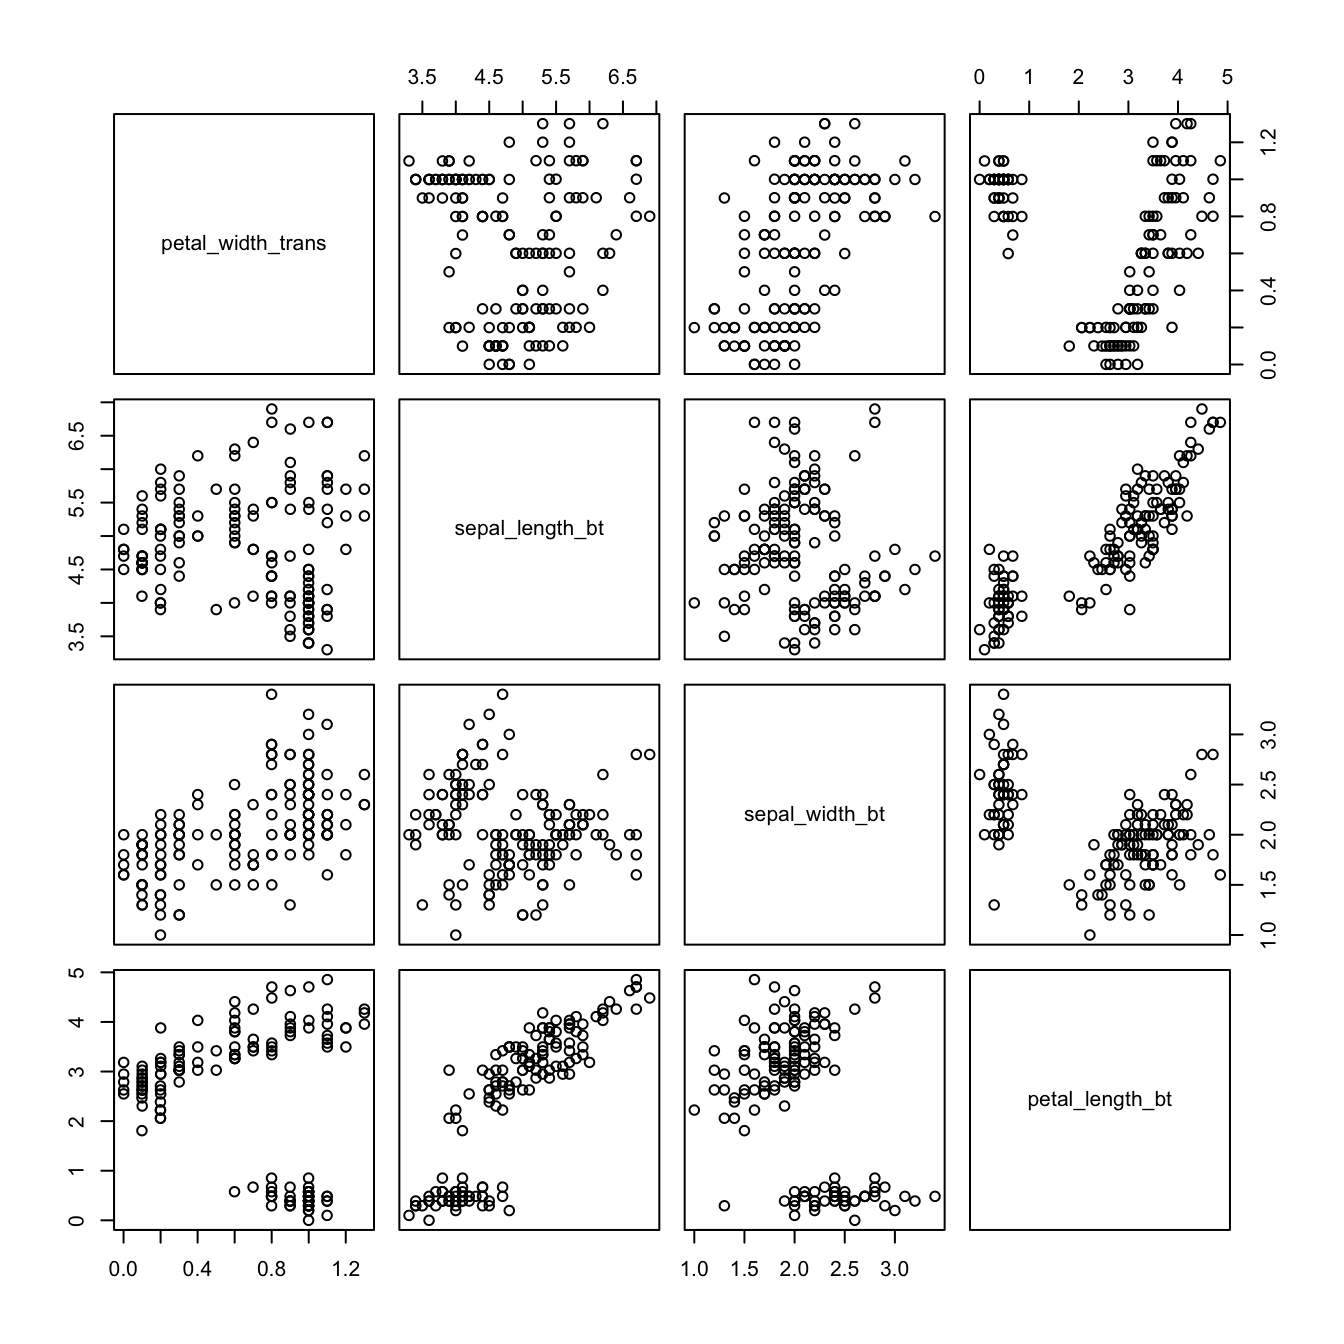 3.5 4.5 5.5 6.5 0 1 2 3 4 5
petal_width_trans
0.0 0.4 0.8 1.2
3.5 4.5 5.5 6.5
sepal_length_bt
sepal_width_bt
1.0 1.5 2.0 2.5 3.0
0 1 2 3 4 5
petal_length_bt
0.0 0.4 0.8 1.2 1.0 1.5 2.0 2.5 3.0